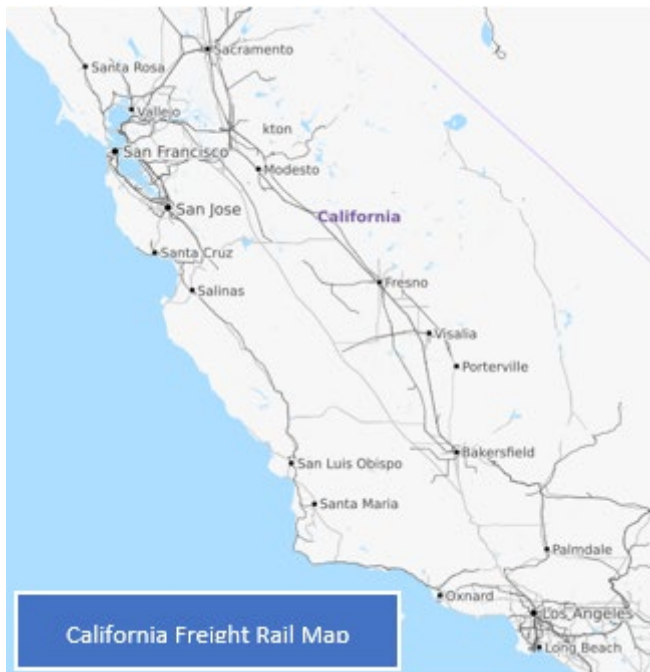 Sacramento
Santa Rosa
Vallejo
kton
San Francisco
Modesto
San Jose
California
Santa Cruz
Fresno
Salinas
Visalia
Porterville
Bakersfield
San Luis Obispo
Santa Maria
Palmdale
Oxnard
Los Angeles
Long Beach
California Freight Rail Map